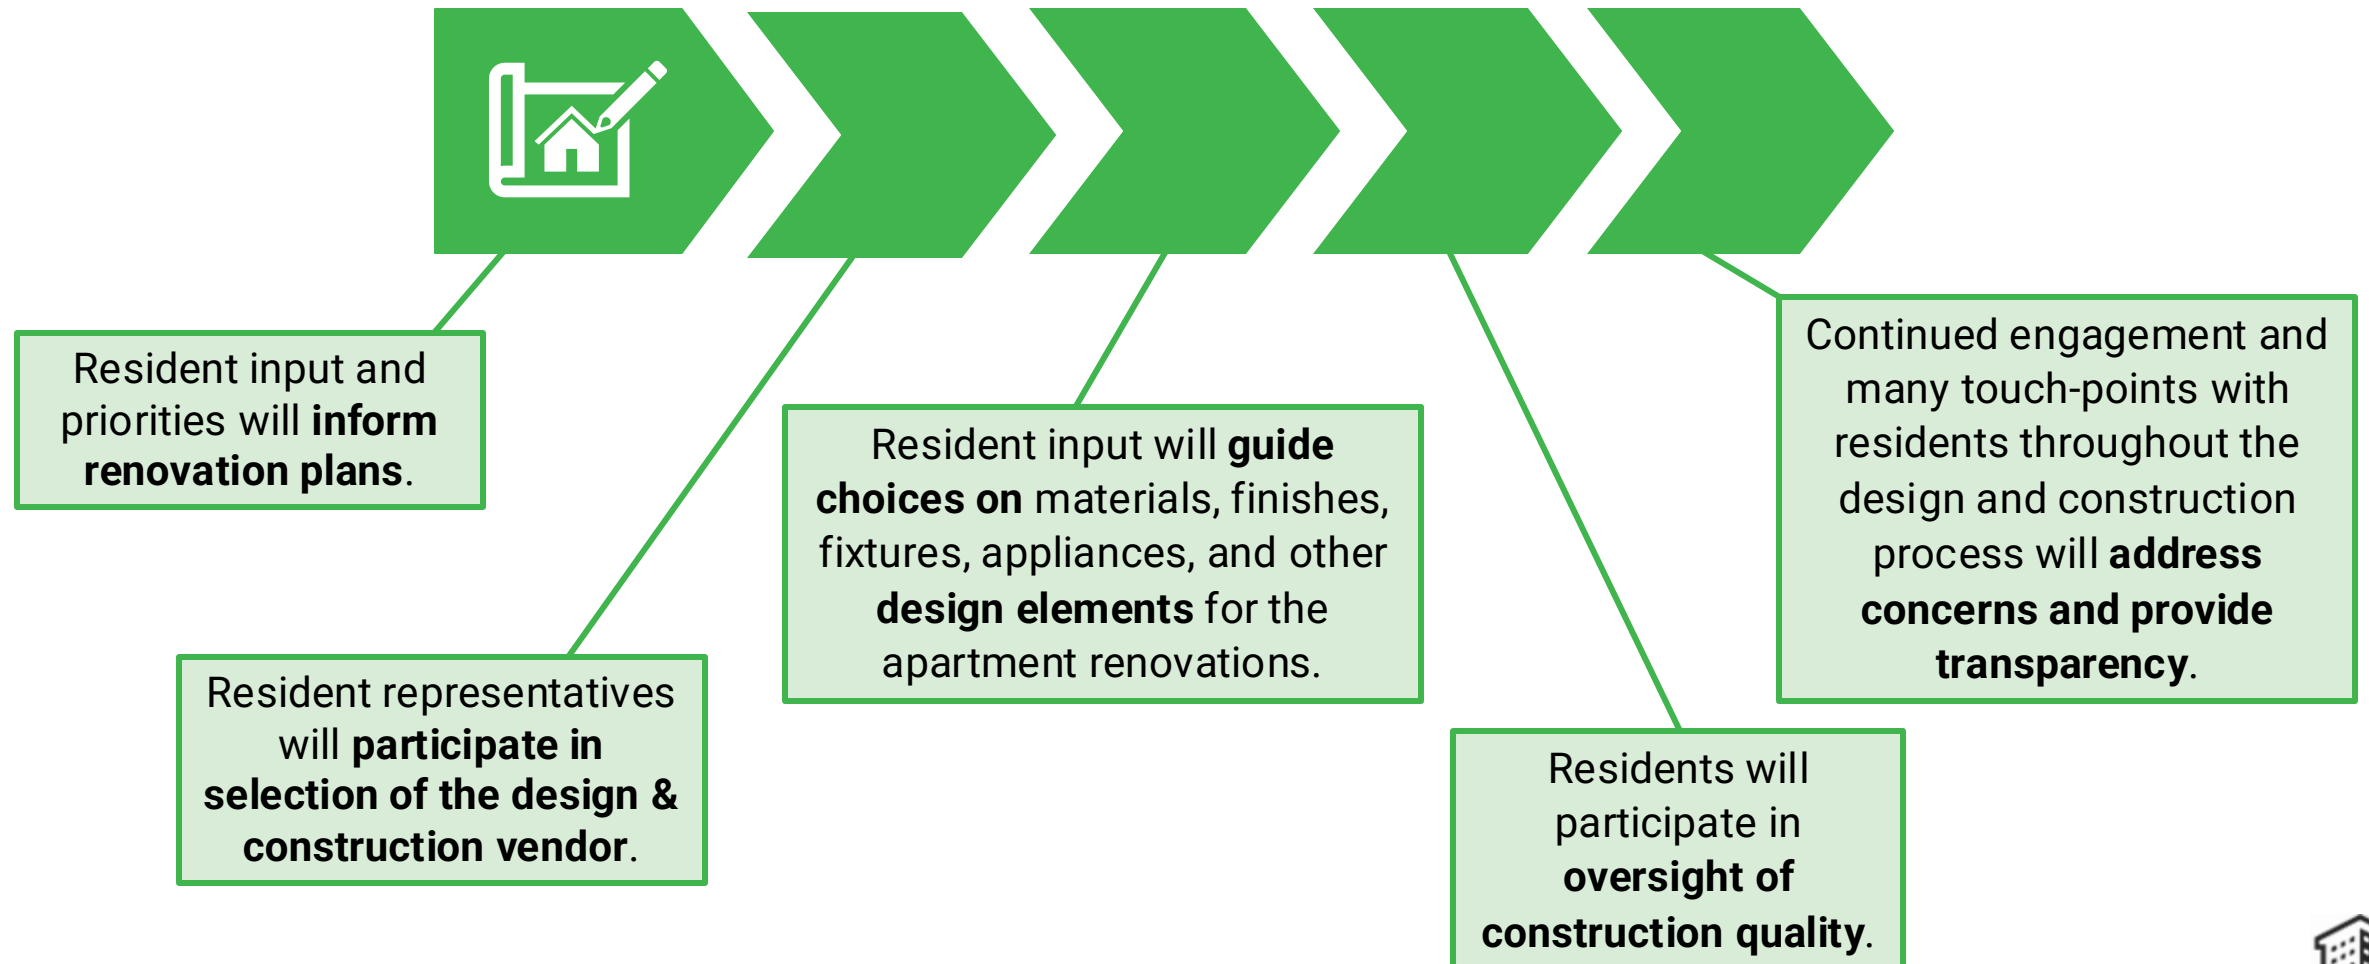 Resident input and
priorities will inform
renovation plans.
Resident representatives
will participate in
selection of the design &
construction vendor.
Resident input will guide
choices on materials, finishes,
fixtures, appliances, and other
design elements for the
apartment renovations.
Residents will
participate in
oversight of
construction quality.
Continued engagement and
many touch-points with
residents throughout the
design and construction
process will address
concerns and provide
transparency.